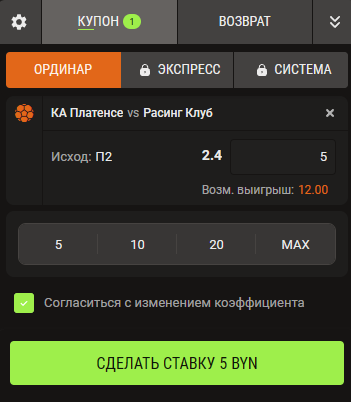 КУПОН 1 ВОЗВРАТ
ОРДИНАР ЭКСПРЕСС СИСТЕМА
КА Платенсе vs Расинг Клуб
Исход: П2 2.4 5
Возм. выигрыш: 12.00
5 10 20 MAX
Согласиться с изменением коэффициента
СДЕЛАТЬ СТАВКУ 5 BYN